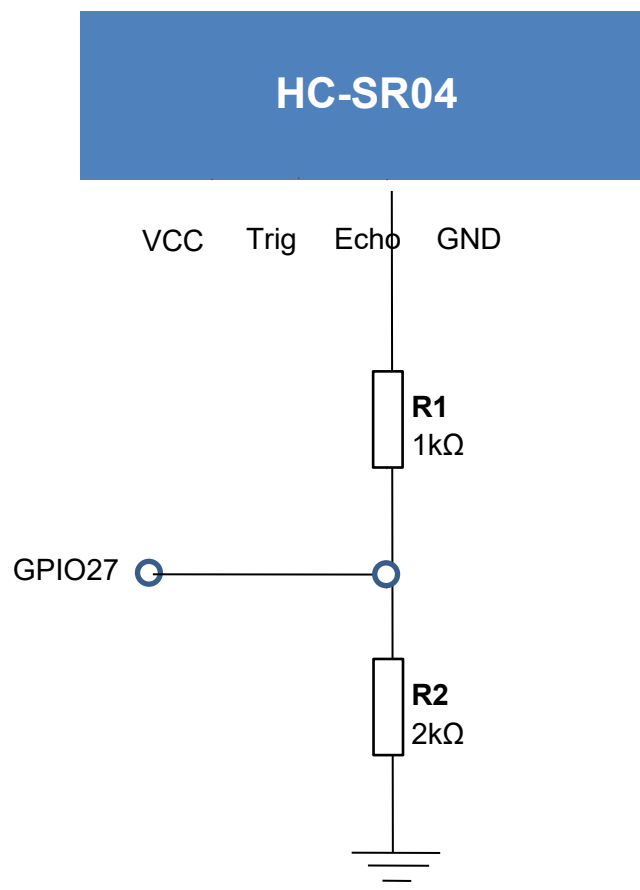 HC-SR04
VCC Trig Echo GND
R1
1kΩ
GPIO27
R2
2kΩ